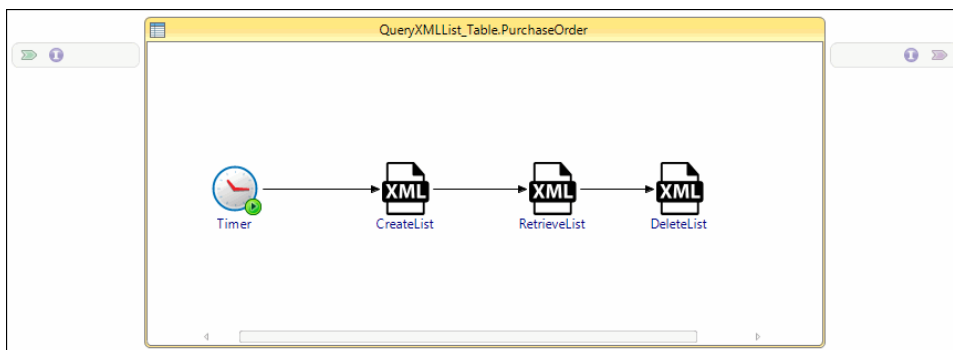 QueryXMLList_Table.PurchaseOrder
XML XML XML
Timer CreateList RetrieveList DeleteList